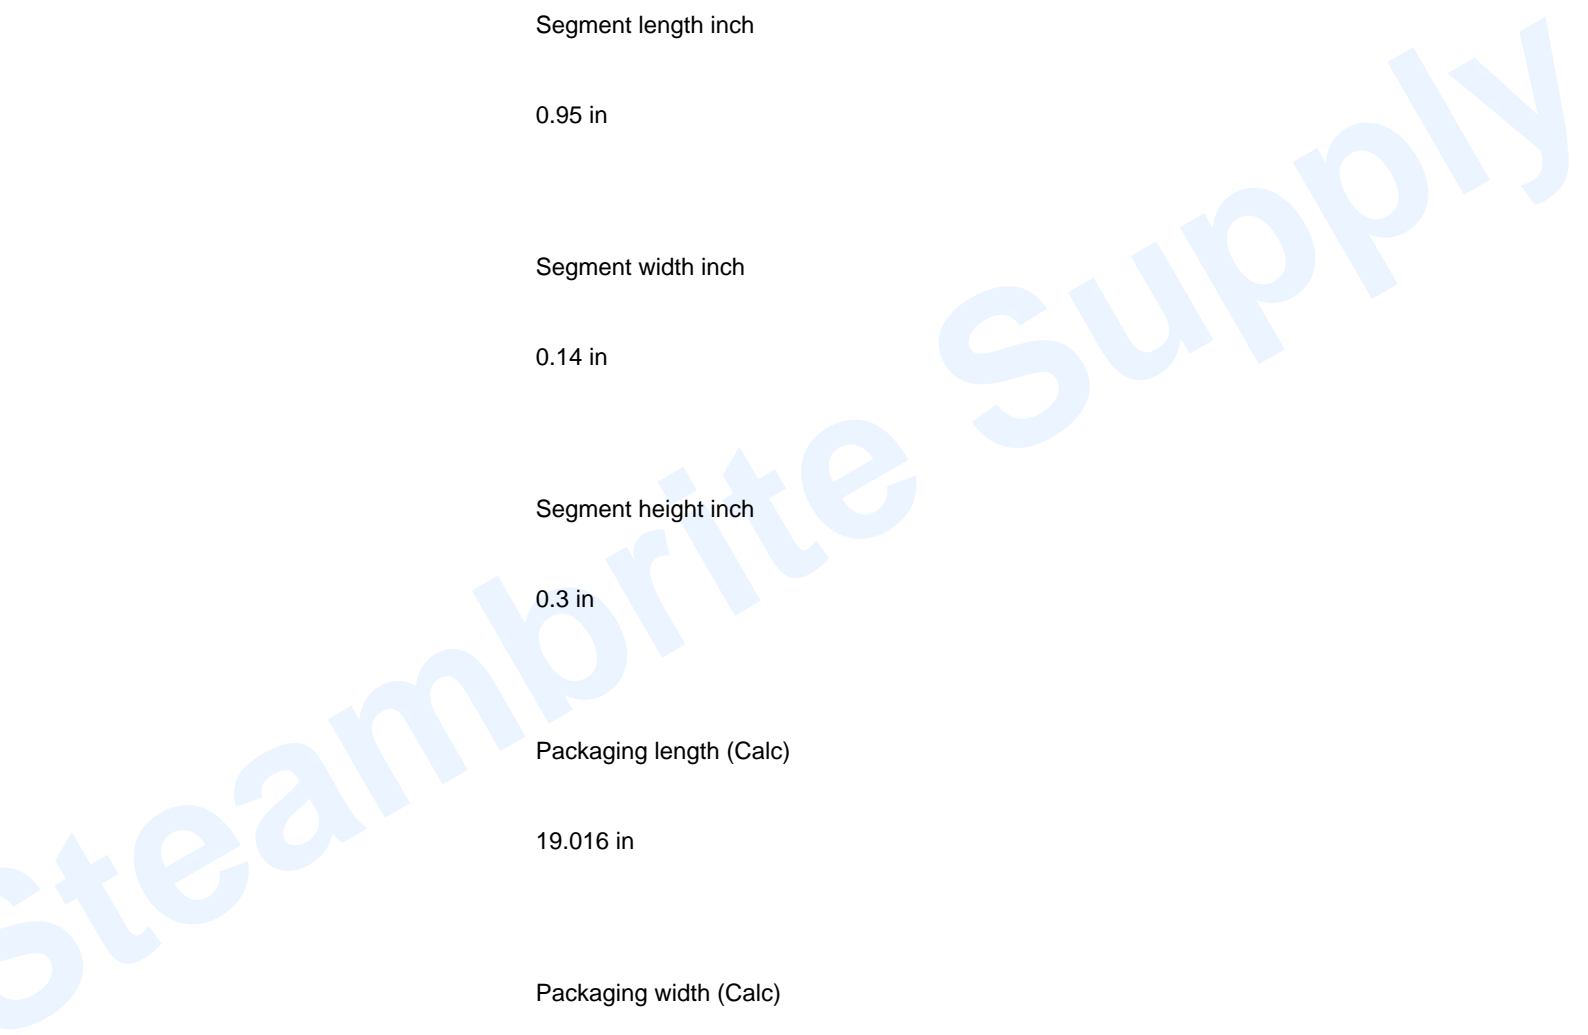 Segment length inch
0.95 in
Segment width inch
0.14 in
Segment height inch
0.3 in
Packaging length (Calc)
19.016 in
Packaging width (Calc)
Steambrite Supply